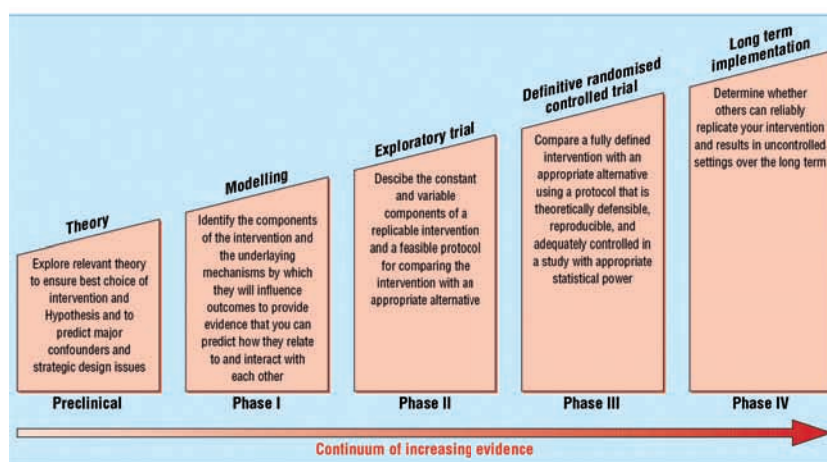 Theory
Explore relevant theory
to ensure best choice of
intervention and
Hypothesis and to
predict major
confounders and
strategic design issues
Preclinical
Modelling
Identify the components
of the intervention and
the underlaying
mechanisms by which
they will influence
outcomes to provide
evidence that you can
predict how they relate
to and interact with
each other
Phase I
Exploratory trial
Descibe the constant
and variable
components of a
replicable intervention
and a feasible protocol
for comparing the
intervention with an
appropriate alternative
Phase II
Definitive randomised
controlled trial
Compare a fully defined
intervention with an
appropriate alternative
using a protocol that is
theoretically defensible,
reproducible, and
adequately controlled in
a study with appropriate
statistical power
Phase III
Long term
implementation
Determine whether
others can reliably
replicate your intervention
and results in uncontrolled
settings over the long term
Phase IV
Continuum of increasing evidence